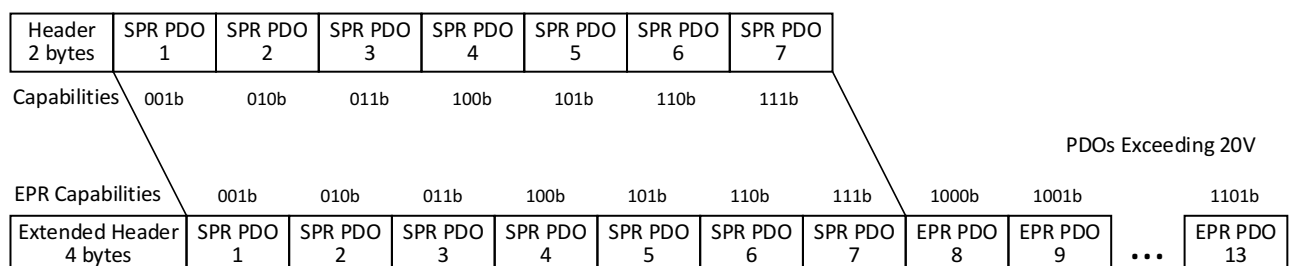 Header SPR PDO SPR PDO SPR PDO SPR PDO SPR PDO SPR PDO SPR PDO
2 bytes 1 2 3 4 5 6 7
Capabilities 001b 010b 011b 100b 101b 110b 111b
PDOs Exceeding 20V
EPR Capabilities 001b 010b 011b 100b 101b 110b 111b 1000b 1001b 1101b
Extended Header SPR PDO SPR PDO SPR PDO SPR PDO SPR PDO SPR PDO SPR PDO EPR PDO EPR PDO EPR PDO
4 bytes 1 2 3 4 5 6 7 8 9 ... 13